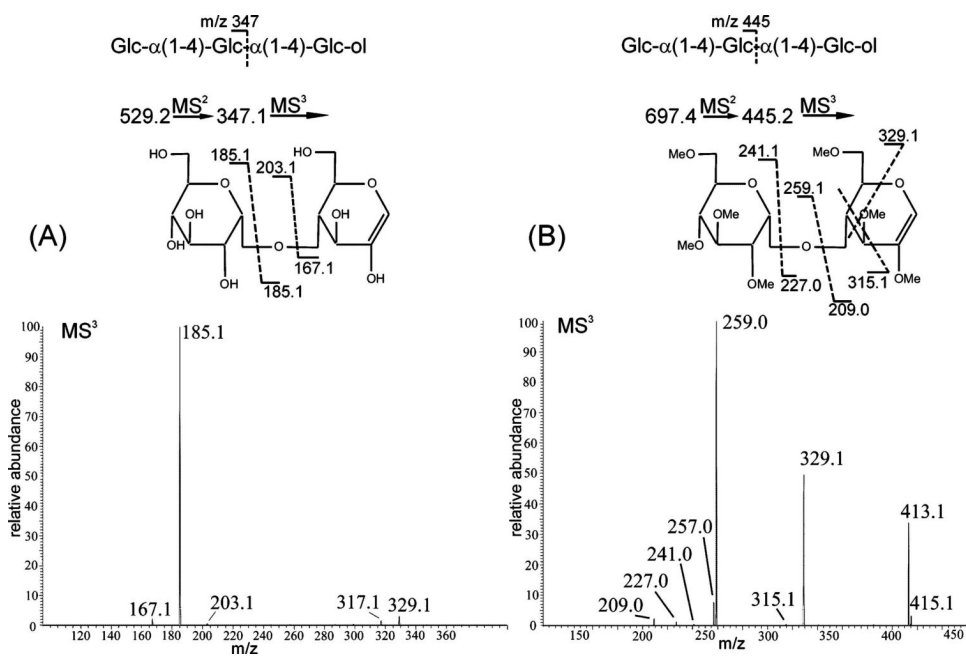 m/z 347
Glc-α(1-4)-Glc-α(1-4)-Glc-ol
529.2 MS² 347.1 MS³
185.1
203.1
HO
HO
O
O
OH
OH
OH
OH
O
OH
167.1
185.1
(A)
MS³
185.1
167.1
203.1
317.1
329.1
relative abundance
100
90
80
70
60
50
40
30
20
10
0
120 140 160 180 200 220 240 260 280 300 320 340 360
m/z
m/z 445
Glc-α(1-4)-Glc-α(1-4)-Glc-ol
697.4 MS² 445.2 MS³
329.1
241.1
259.1
MeO
MeO
O
O
OMe
OMe
MeO
OMe
O
OMe
227.0
315.1
209.0
(B)
MS³
259.0
329.1
413.1
257.0
241.0
227.0
209.0
315.1
415.1
relative abundance
100
90
80
70
60
50
40
30
20
10
0
150 200 250 300 350 400 450
m/z